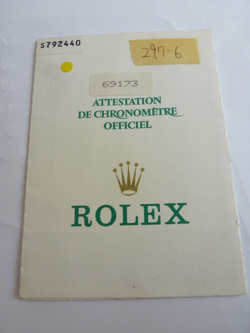 S792440
297-6
69173
ATTESTATION
DE CHRONOMÈTRE
OFFICIEL
ROLEX